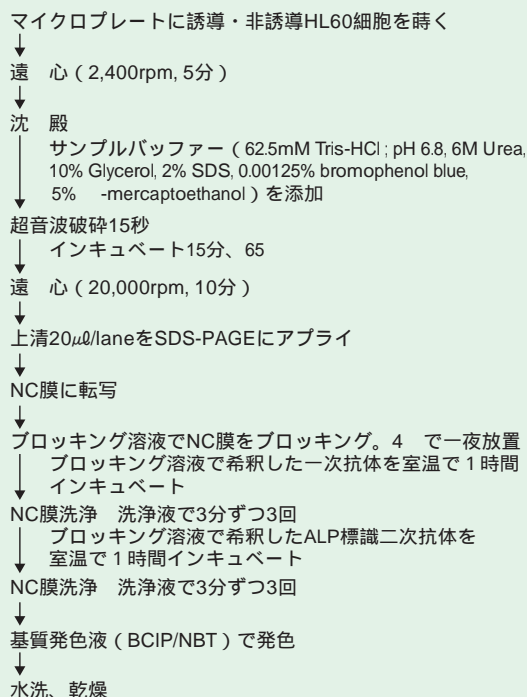 マイクロプレートに誘導・非誘導HL60細胞を蒔く
遠 心(2,400rpm, 5分)
沈 殿
サンプルバッファー(62.5mM Tris-HCl ; pH 6.8, 6M Urea,
10% Glycerol, 2% SDS, 0.00125% bromophenol blue,
5% -mercaptoethanol)を添加
超音波破砕15秒
インキュベート15分、65
遠 心(20,000rpm, 10分)
上清20μℓ/laneをSDS-PAGEにアプライ
NC膜に転写
ブロッキング溶液でNC膜をブロッキング。4 で一夜放置
ブロッキング溶液で希釈した一次抗体を室温で1時間
インキュベート
NC膜洗浄 洗浄液で3分ずつ3回
ブロッキング溶液で希釈したALP標識二次抗体を
室温で1時間インキュベート
NC膜洗浄 洗浄液で3分ずつ3回
基質発色液(BCIP/NBT)で発色
水洗、乾燥